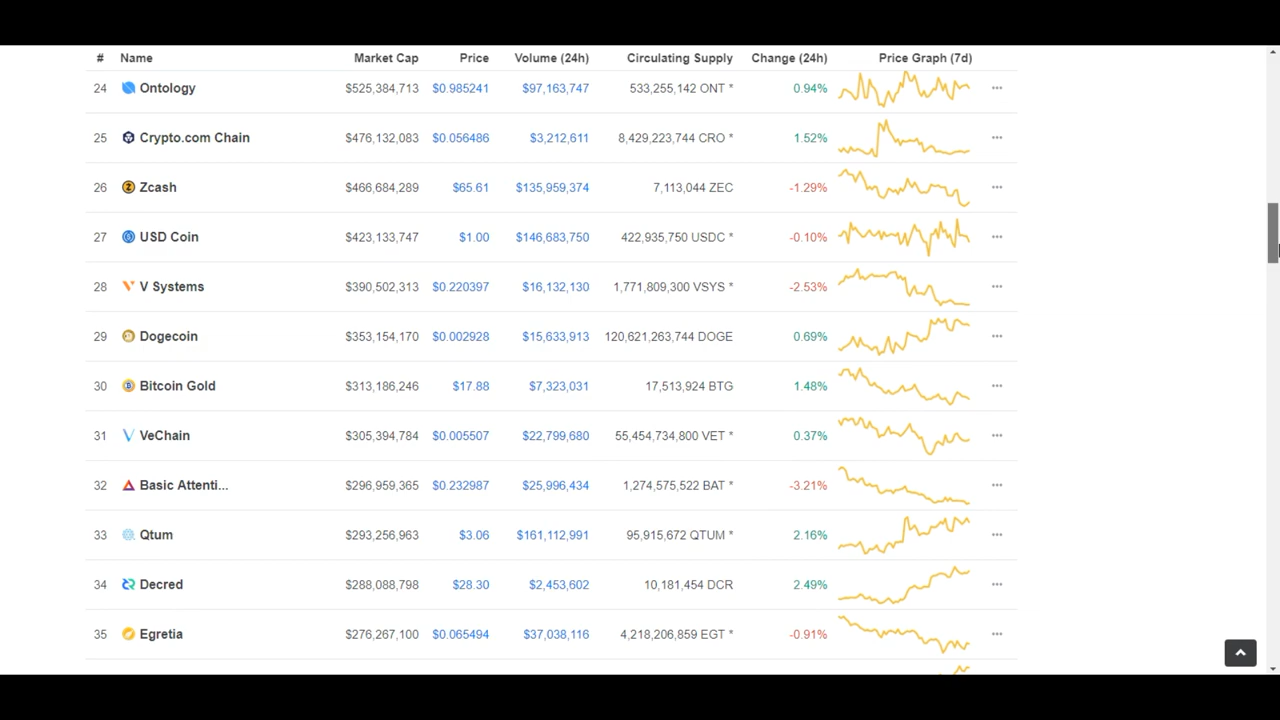 # Name Market Cap Price Volume (24h) Circulating Supply Change (24h) Price Graph (7d)
24 Ontology $525,384,713 $0.985241 $97,163,747 533,255,142 ONT * 0.94%
25 Crypto.com Chain $476,132,083 $0.056486 $3,212,611 8,429,223,744 CRO * 1.52%
26 Zcash $466,684,289 $65.61 $135,959,374 7,113,044 ZEC -1.29%
27 USD Coin $423,133,747 $1.00 $146,683,750 422,935,750 USDC * -0.10%
28 V Systems $390,502,313 $0.220397 $16,132,130 1,771,809,300 VSYS * -2.53%
29 Dogecoin $353,154,170 $0.002928 $15,633,913 120,621,263,744 DOGE 0.69%
30 Bitcoin Gold $313,186,246 $17.88 $7,323,031 17,513,924 BTG 1.48%
31 VeChain $305,394,784 $0.005507 $22,799,680 55,454,734,800 VET * 0.37%
32 Basic Attenti... $296,959,365 $0.232987 $25,996,434 1,274,575,522 BAT * -3.21%
33 Qtum $293,256,963 $3.06 $161,112,991 95,915,672 QTUM * 2.16%
34 Decred $288,088,798 $28.30 $2,453,602 10,181,454 DCR 2.49%
35 Egretia $276,267,100 $0.065494 $37,038,116 4,218,206,859 EGT * -0.91%